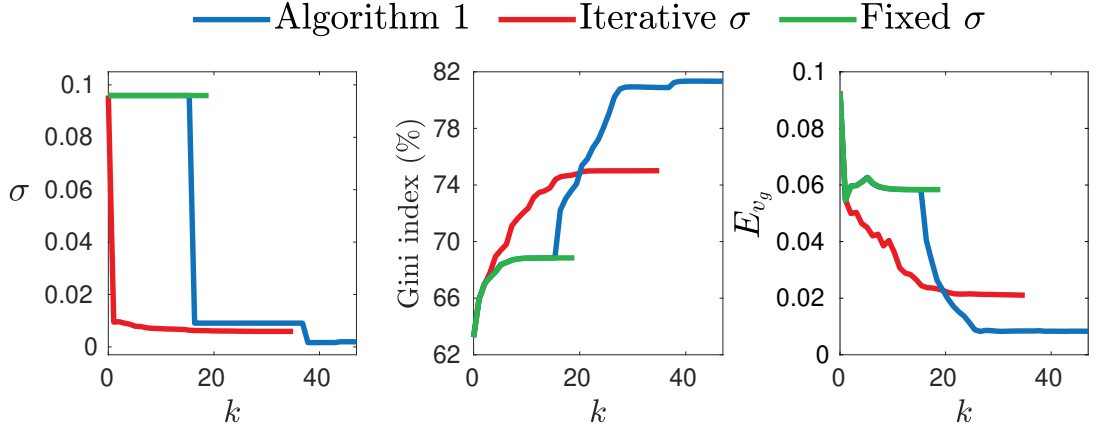 Algorithm 1 Iterative σ Fixed σ
0.1 0.08 0.06 0.04 0.02 0
σ
0 20 40
k
82 78 74 70 66 62
Gini index (%)
0 20 40
k
0.1 0.08 0.06 0.04 0.02 0
E_{v_g}
0 20 40
k